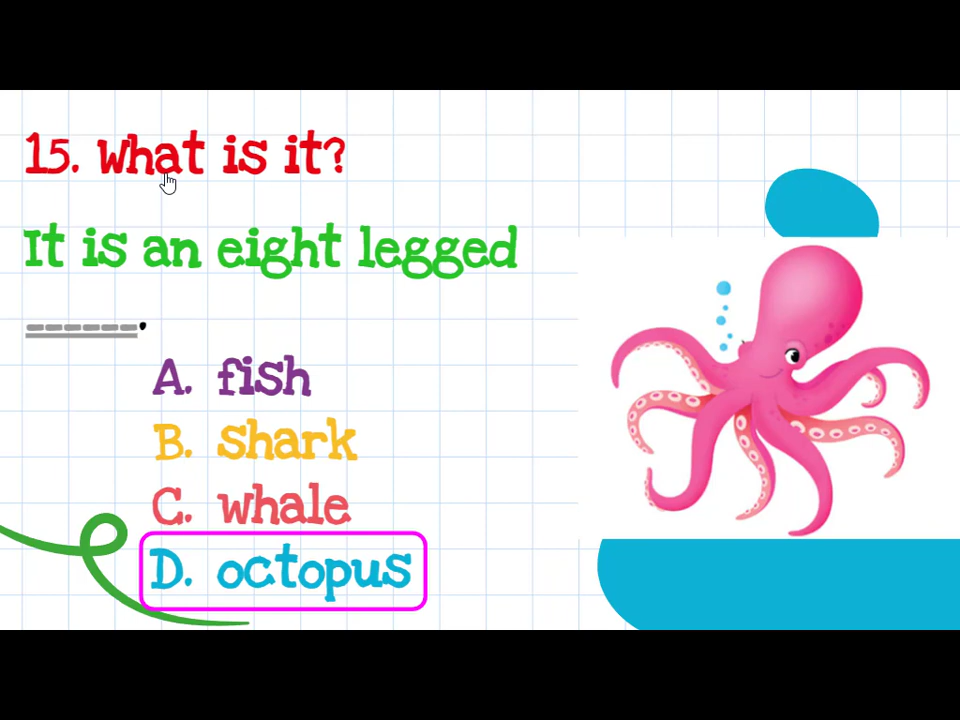 15. What is it?
It is an eight legged
______.
A. fish
B. shark
C. whale
D. octopus